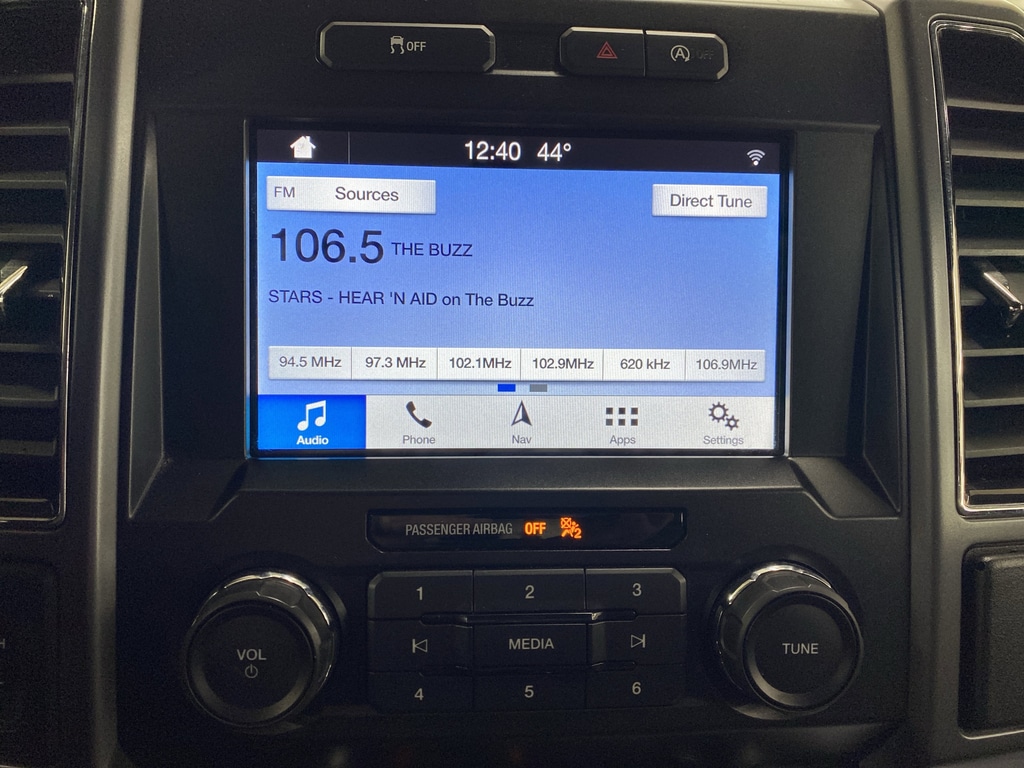 OFF
A OFF
12:40 44°
FM Sources
Direct Tune
106.5 THE BUZZ
STARS - HEAR 'N AID on The Buzz
94.5 MHz 97.3 MHz 102.1MHz 102.9MHz 620 kHz 106.9MHz
Audio Phone Nav Apps Settings
PASSENGER AIRBAG OFF 2
1 2 3
MEDIA
VOL
TUNE
4 5 6